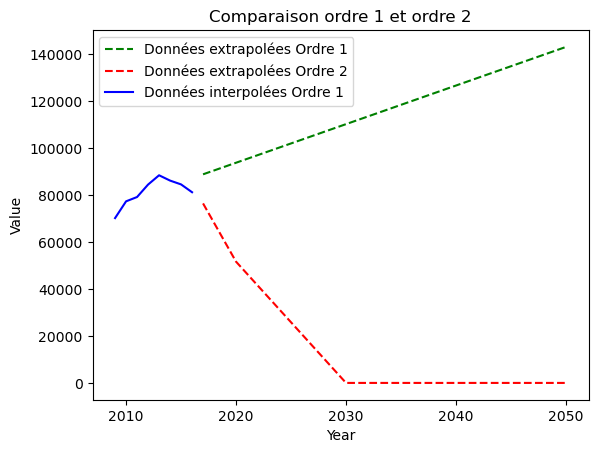 Comparaison ordre 1 et ordre 2
Données extrapolées Ordre 1
Données extrapolées Ordre 2
Données interpolées Ordre 1
140000
120000
100000
80000
60000
40000
20000
0
Value
2010 2020 2030 2040 2050
Year